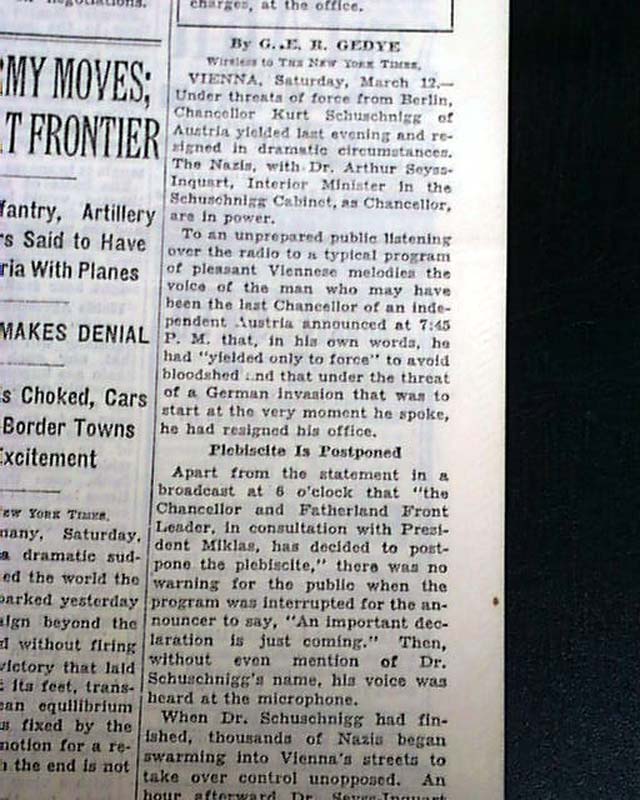 negotiations.
MY MOVES;
T FRONTIER
fantry, Artillery
rs Said to Have
ria With Planes
MAKES DENIAL
s Choked, Cars
Border Towns
Excitement
EW YORK TIMES.
many, Saturday,
a dramatic sud-
ed the world the
parked yesterday
aign beyond the
d without firing
victory that laid
t its feet, trans-
ean equilibrium
s fixed by the
motion for a re-
h the end is not
charges, at the office.
By G. E. R. GEDYE
Wireless to THE NEW YORK TIMES.
VIENNA, Saturday, March 12.—
Under threats of force from Berlin,
Chancellor Kurt Schuschnigg of
Austria yielded last evening and re-
signed in dramatic circumstances.
The Nazis, with Dr. Arthur Seyss-
Inquart, Interior Minister in the
Schuschnigg Cabinet, as Chancellor,
are in power.
To an unprepared public listening
over the radio to a typical program
of pleasant Viennese melodies the
voice of the man who may have
been the last Chancellor of an inde-
pendent Austria announced at 7:45
P. M. that, in his own words, he
had "yielded only to force" to avoid
bloodshed and that under the threat
of a German invasion that was to
start at the very moment he spoke,
he had resigned his office.
Plebiscite Is Postponed
Apart from the statement in a
broadcast at 6 o'clock that "the
Chancellor and Fatherland Front
Leader, in consultation with Presi-
dent Miklas, has decided to post-
pone the plebiscite," there was no
warning for the public when the
program was interrupted for the an-
nouncer to say, "An important dec-
laration is just coming." Then,
without even mention of Dr.
Schuschnigg's name, his voice was
heard at the microphone.
When Dr. Schuschnigg had fin-
ished, thousands of Nazis began
swarming into Vienna's streets to
take over control unopposed. An
hour afterward Dr. Seyss-Inquart